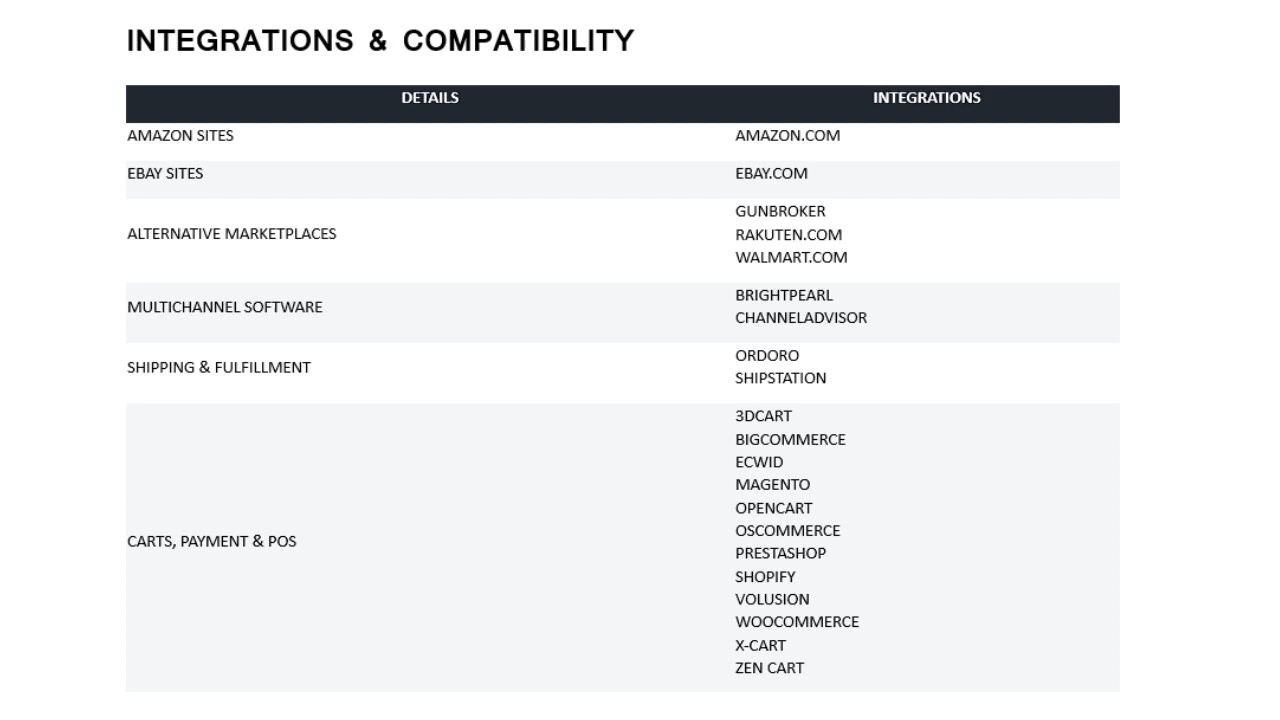 INTEGRATIONS & COMPATIBILITY
DETAILS INTEGRATIONS
AMAZON SITES AMAZON.COM
EBAY SITES EBAY.COM
ALTERNATIVE MARKETPLACES
GUNBROKER
RAKUTEN.COM
WALMART.COM
MULTICHANNEL SOFTWARE
BRIGHTPEARL
CHANNELADVISOR
SHIPPING & FULFILLMENT
ORDORO
SHIPSTATION
CARTS, PAYMENT & POS
3DCART
BIGCOMMERCE
ECWID
MAGENTO
OPENCART
OSCOMMERCE
PRESTASHOP
SHOPIFY
VOLUSION
WOOCOMMERCE
X-CART
ZEN CART